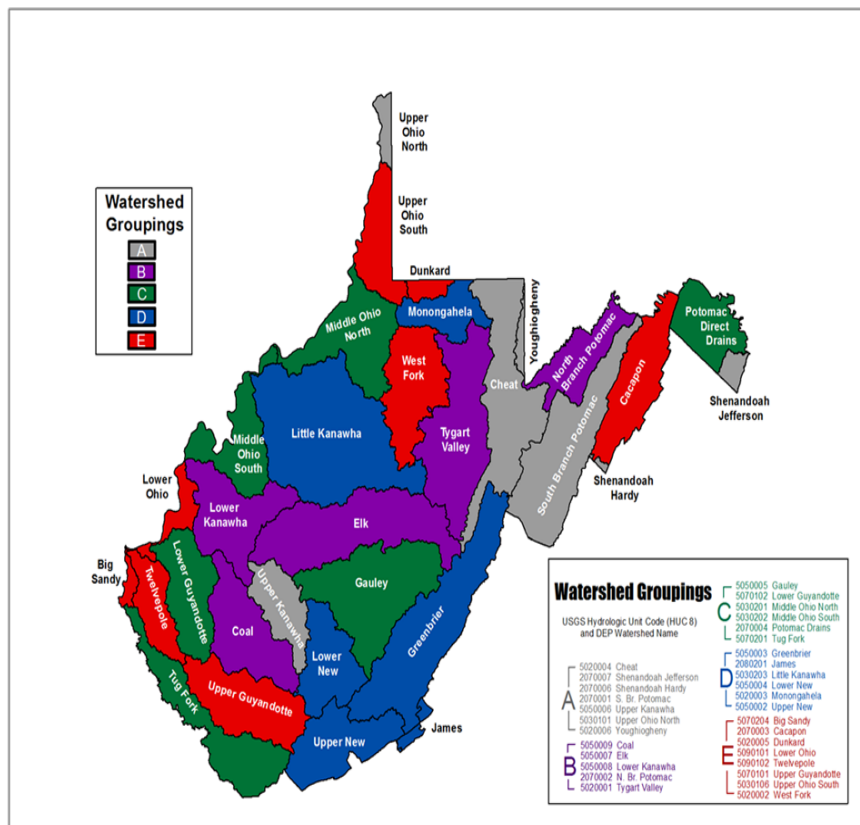 Upper
Ohio
North
Watershed
Groupings
A
B
C
D
E
Upper
Ohio
South
Dunkard
Monongahela
Youghiogheny
Middle Ohio
North
West
Fork
Cheat
North
Branch Potomac
Potomac
Direct
Drains
Cacapon
South Branch Potomac
Shenandoah
Jefferson
Shenandoah
Hardy
Little Kanawha
Tygart
Valley
Middle
Ohio
South
Lower
Ohio
Lower
Kanawha
Elk
Big
Sandy
Twelvepole
Lower Guyandotte
Coal
Upper Kanawha
Gauley
Greenbrier
Lower
New
Tug Fork
Upper Guyandotte
Upper New
James
Watershed Groupings
USGS Hydrologic Unit Code (HUC 8)
and DEP Watershed Name
A
5020004 Cheat
2070007 Shenandoah Jefferson
2070006 Shenandoah Hardy
2070001 S. Br. Potomac
5050006 Upper Kanawha
5030101 Upper Ohio North
5020006 Youghiogheny
B
5050009 Coal
5050007 Elk
5050008 Lower Kanawha
2070002 N. Br. Potomac
5020001 Tygart Valley
C
5050005 Gauley
5070102 Lower Guyandotte
5030201 Middle Ohio North
5030202 Middle Ohio South
2070004 Potomac Drains
5070201 Tug Fork
D
5050003 Greenbrier
2080201 James
5030203 Little Kanawha
5050004 Lower New
5020003 Monongahela
5050002 Upper New
E
5070204 Big Sandy
2070003 Cacapon
5020005 Dunkard
5090101 Lower Ohio
5090102 Twelvepole
5070101 Upper Guyandotte
5030106 Upper Ohio South
5020002 West Fork